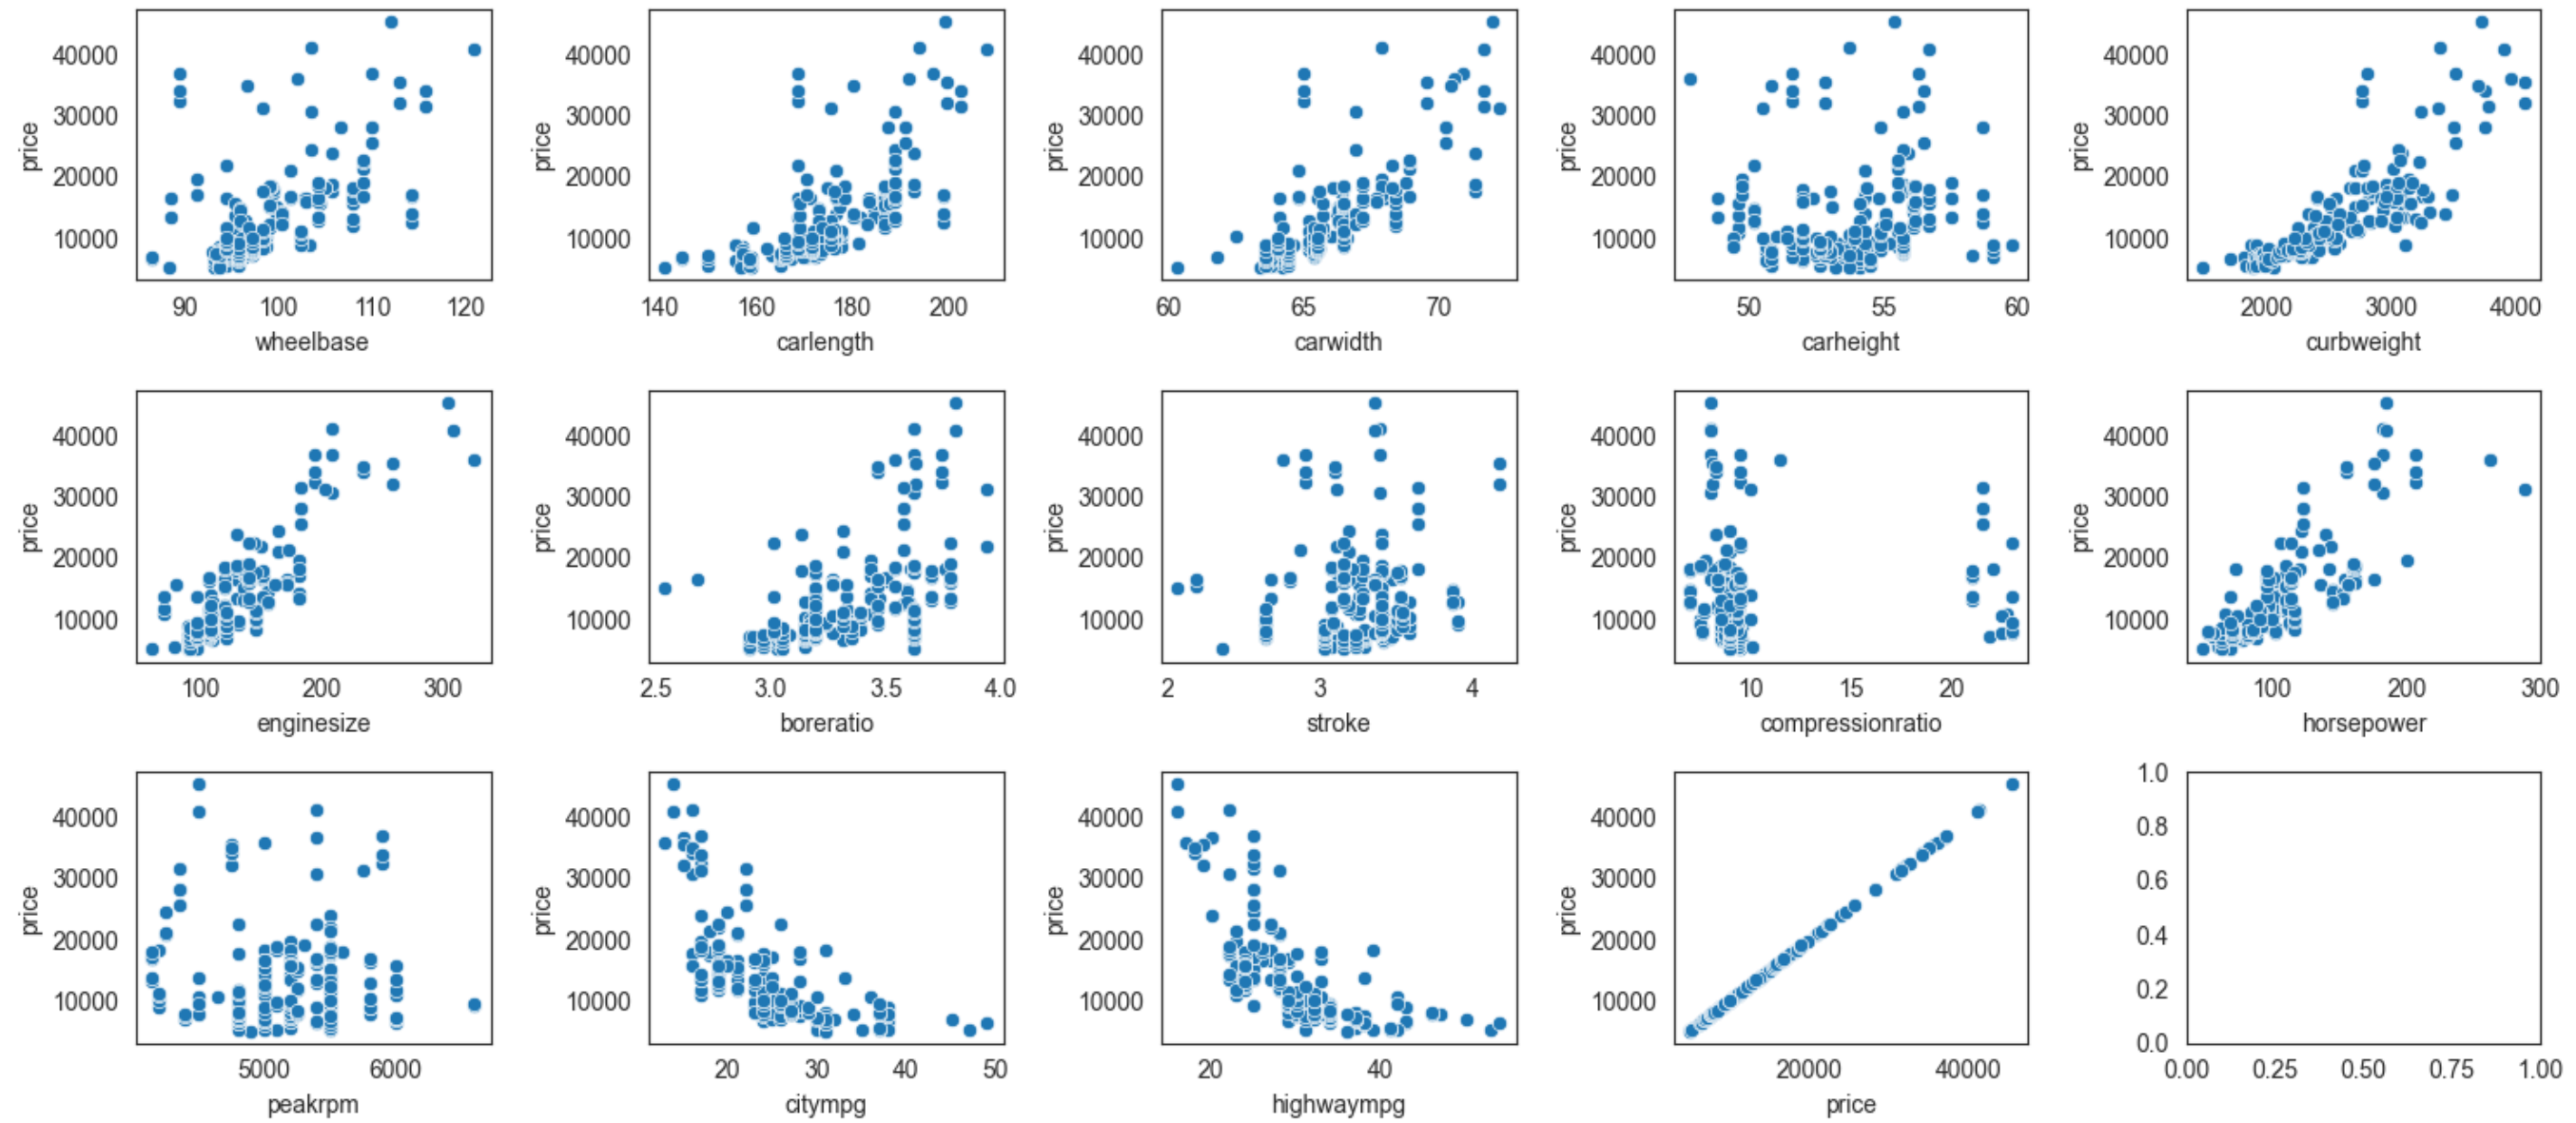 40000 40000 40000 40000 40000
30000 30000 30000 30000 30000
price price price price price
20000 20000 20000 20000 20000
10000 10000 10000 10000 10000
90 100 110 120 140 160 180 200 60 65 70 50 55 60 2000 3000 4000
wheelbase carlength carwidth carheight curbweight
40000 40000 40000 40000 40000
30000 30000 30000 30000 30000
price price price price price
20000 20000 20000 20000 20000
10000 10000 10000 10000 10000
100 200 300 2.5 3.0 3.5 4.0 2 3 4 10 15 20 100 200 300
enginesize boreratio stroke compressionratio horsepower
1.0
40000 40000 40000 40000 0.8
30000 30000 30000 30000 0.6
price price price price
20000 20000 20000 20000 0.4
10000 10000 10000 10000 0.2
0.0
5000 6000 20 30 40 50 20 40 20000 40000 0.00 0.25 0.50 0.75 1.00
peakrpm citympg highwaympg price